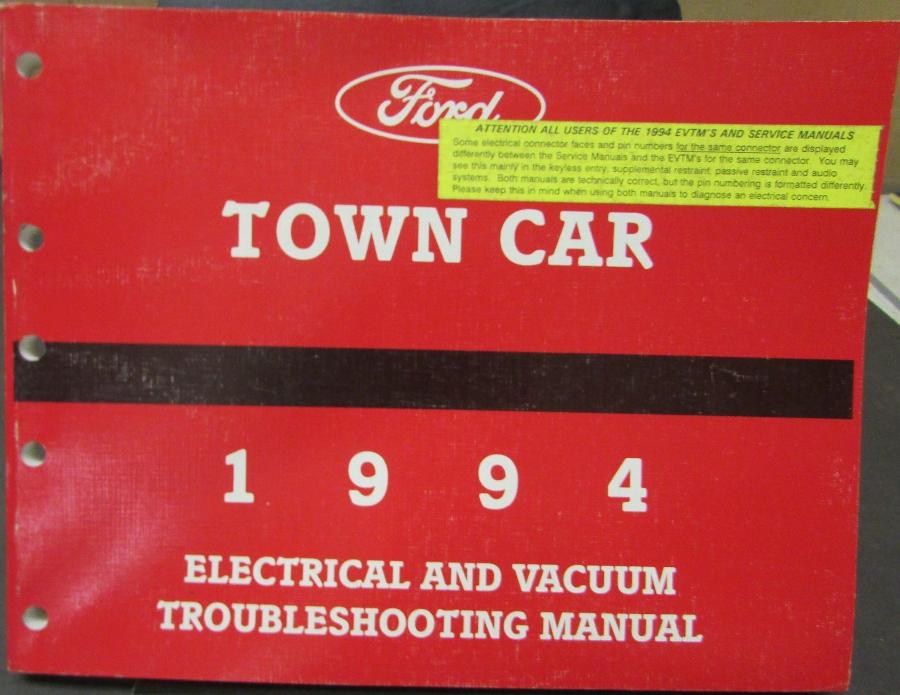 Ford
ATTENTION ALL USERS OF THE 1994 EVTM'S AND SERVICE MANUALS
Some electrical connector faces and pin numbers for the same connector are displayed
differently between the Service Manuals and the EVTM's for the same connector. You may
see this mainly in the keyless entry, supplemental restraint, passive restraint and audio
systems. Both manuals are technically correct, but the pin numbering is formatted differently.
Please keep this in mind when using both manuals to diagnose an electrical concern.
TOWN CAR
1 9 9 4
ELECTRICAL AND VACUUM
TROUBLESHOOTING MANUAL